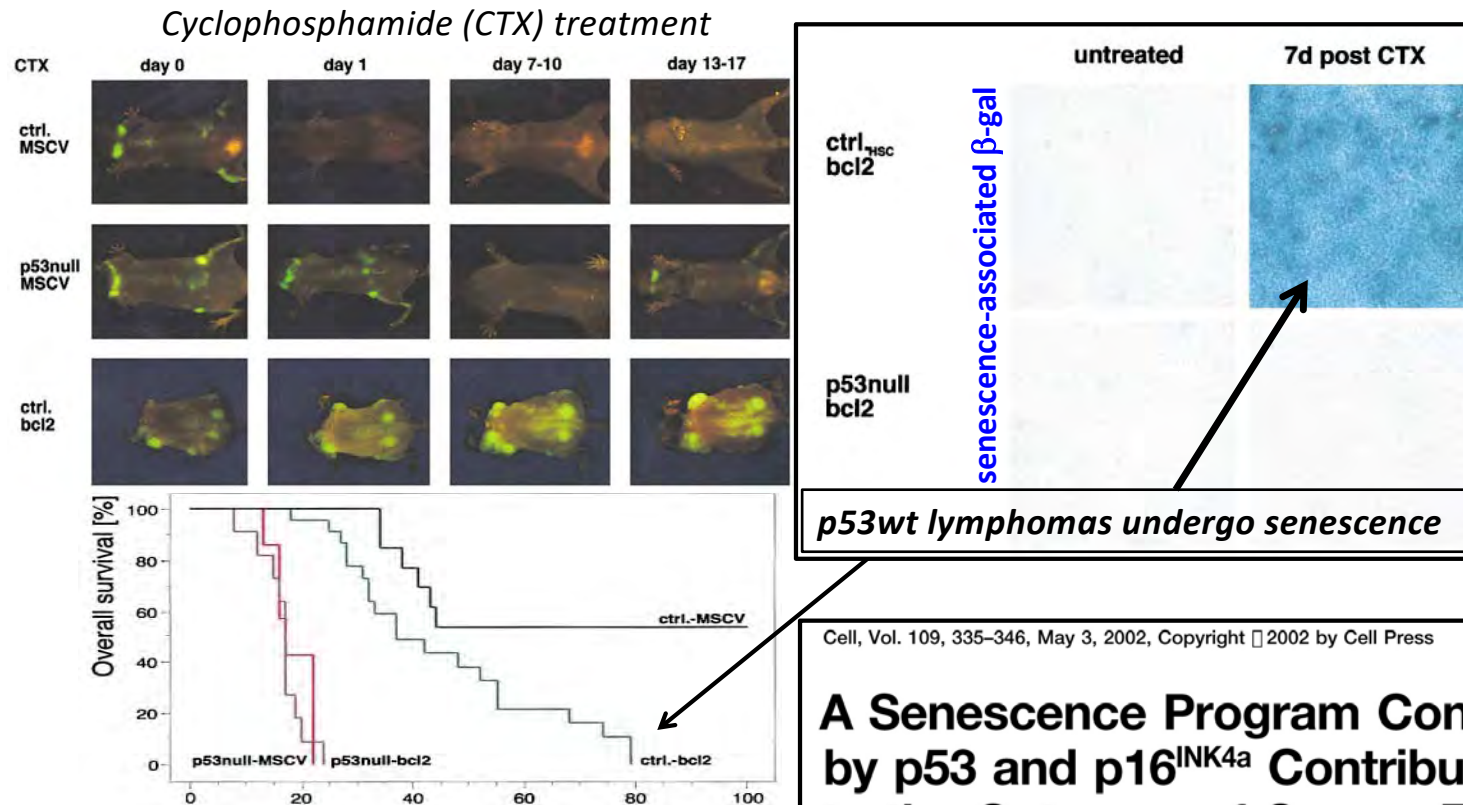 Cyclophosphamide (CTX) treatment
CTX day 0 day 1 day 7-10 day 13-17
ctrl.
MSCV
p53null
MSCV
ctrl.
bcl2
Overall survival [%]
100
80
60
40
20
0
ctrl.-MSCV
p53null-MSCV p53null-bcl2 ctrl.-bcl2
0 20 40 60 80 100
untreated 7d post CTX
senescence-associated β-gal
ctrl.HSC
bcl2
p53null
bcl2
p53wt lymphomas undergo senescence
Cell, Vol. 109, 335–346, May 3, 2002, Copyright 2002 by Cell Press
A Senescence Program Con
by p53 and p16INK4a Contribu